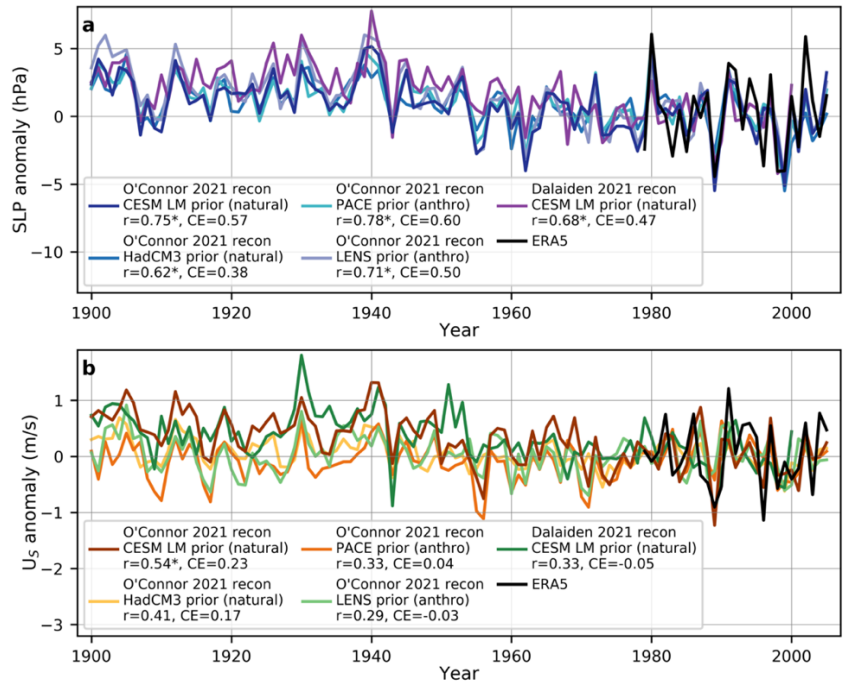 a
SLP anomaly (hPa)
5
0
−5
−10
O'Connor 2021 recon
CESM LM prior (natural)
r=0.75*, CE=0.57
O'Connor 2021 recon
HadCM3 prior (natural)
r=0.62*, CE=0.38
O'Connor 2021 recon
PACE prior (anthro)
r=0.78*, CE=0.60
O'Connor 2021 recon
LENS prior (anthro)
r=0.71*, CE=0.50
Dalaiden 2021 recon
CESM LM prior (natural)
r=0.68*, CE=0.47
ERA5
1900 1920 1940 1960 1980 2000
Year
b
U_S anomaly (m/s)
1
0
−1
−2
−3
O'Connor 2021 recon
CESM LM prior (natural)
r=0.54*, CE=0.23
O'Connor 2021 recon
HadCM3 prior (natural)
r=0.41, CE=0.17
O'Connor 2021 recon
PACE prior (anthro)
r=0.33, CE=0.04
O'Connor 2021 recon
LENS prior (anthro)
r=0.29, CE=-0.03
Dalaiden 2021 recon
CESM LM prior (natural)
r=0.33, CE=-0.05
ERA5
1900 1920 1940 1960 1980 2000
Year